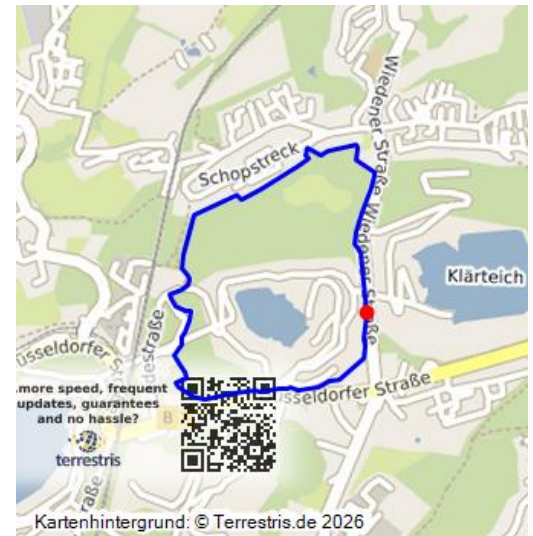 Wiedener Straße
Schopstreck
Wiedener Straße
Klärteich
üsseldorfer S
destraße
more speed, frequent
updates, guarantees
and no hassle?
B
üsseldorfer Straße
terrestris
raße
Kartenhintergrund: © Terrestris.de 2026